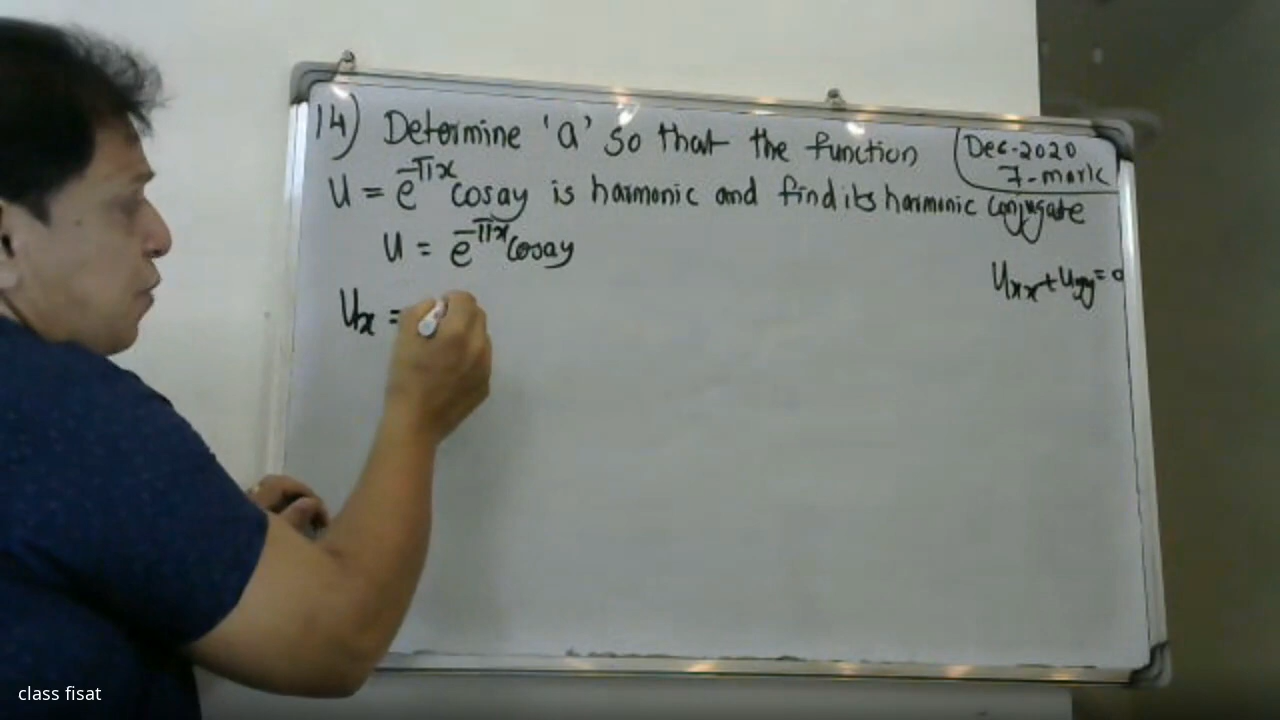 14) Determine 'a' so that the function
Dec-2020
7-mark
U = e^-πx cosay is harmonic and find its harmonic conjugate
U = e^-πx cosay
Uxx + Uyy = 0
Ux =
class fisat